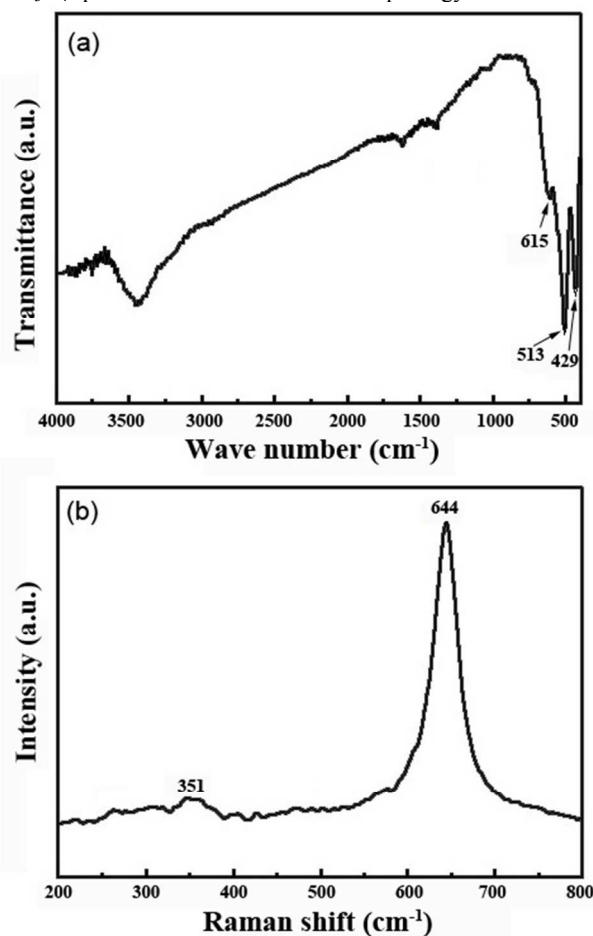 (a)
Transmittance (a.u.)
615
513
429
4000 3500 3000 2500 2000 1500 1000 500
Wave number (cm⁻¹)
(b)
644
Intensity (a.u.)
351
200 300 400 500 600 700 800
Raman shift (cm⁻¹)